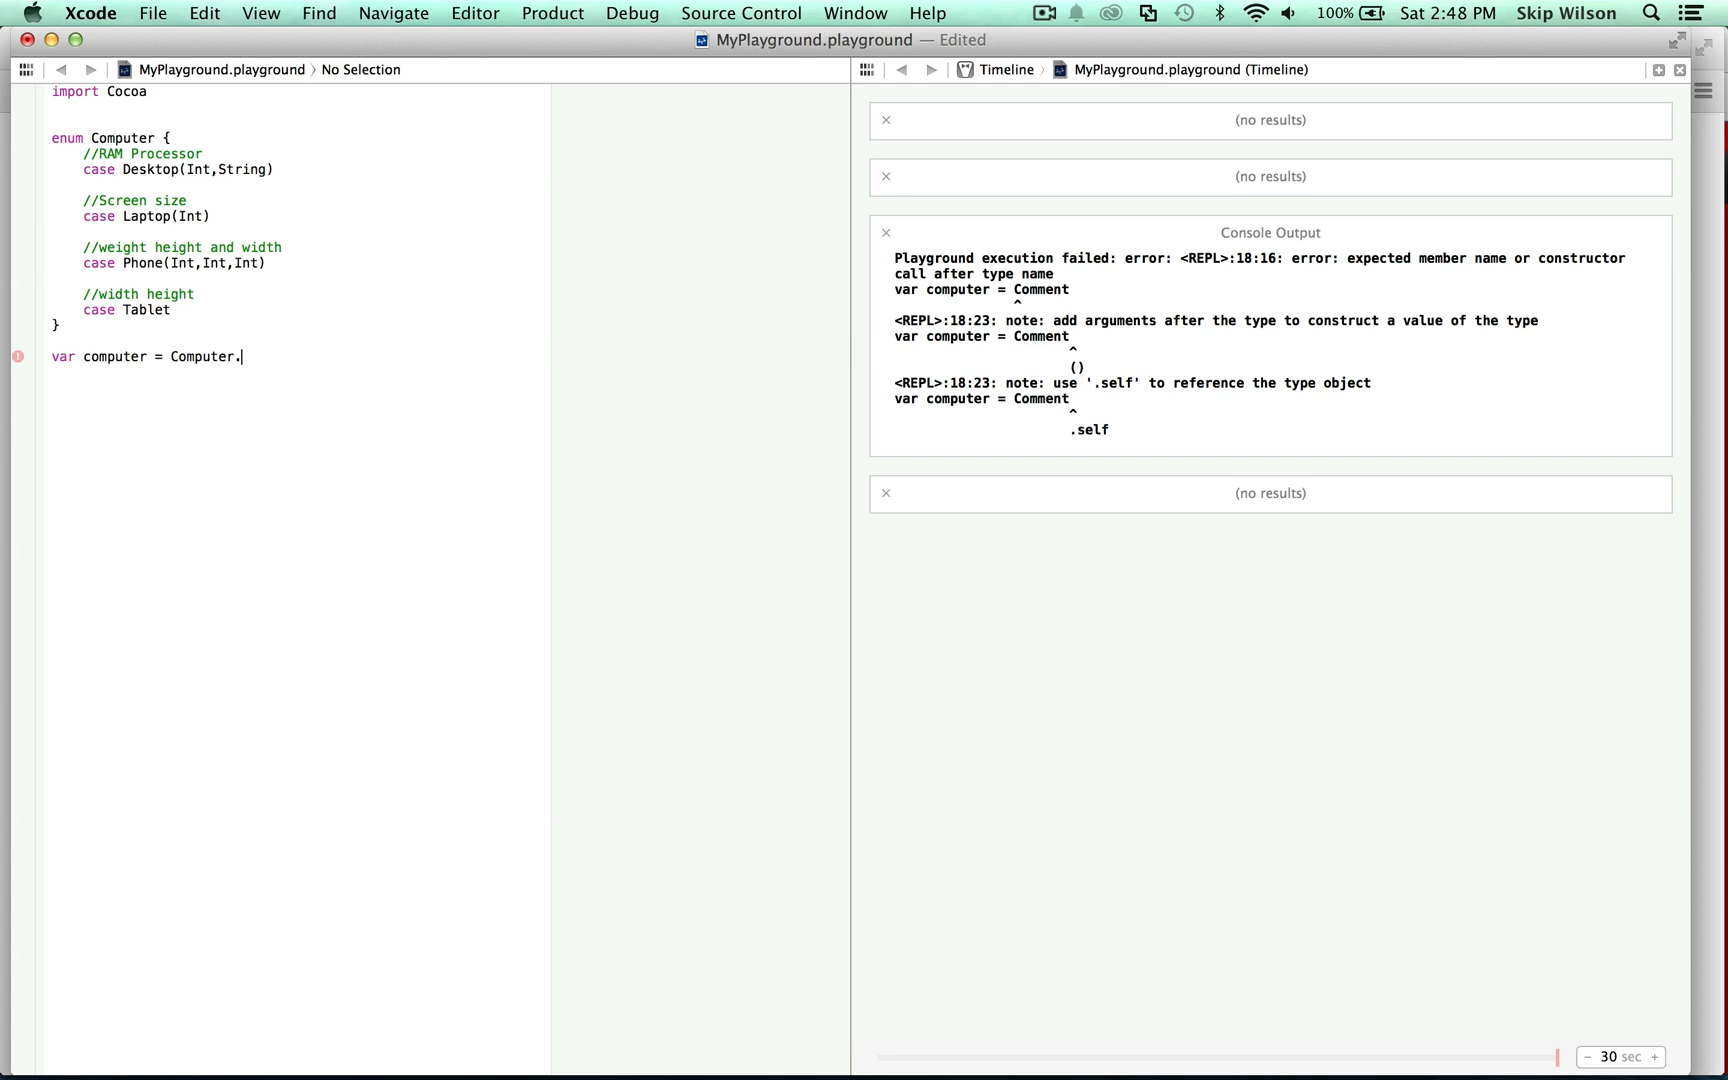 Xcode File Edit View Find Navigate Editor Product Debug Source Control Window Help 100% Sat 2:48 PM Skip Wilson
MyPlayground.playground — Edited
MyPlayground.playground 〉 No Selection
Timeline 〉 MyPlayground.playground (Timeline)
import Cocoa
enum Computer {
//RAM Processor
case Desktop(Int,String)
//Screen size
case Laptop(Int)
//weight height and width
case Phone(Int,Int,Int)
//width height
case Tablet
}
var computer = Computer.
(no results)
(no results)
Console Output
Playground execution failed: error: <REPL>:18:16: error: expected member name or constructor
call after type name
var computer = Comment
^
<REPL>:18:23: note: add arguments after the type to construct a value of the type
var computer = Comment
^
()
<REPL>:18:23: note: use '.self' to reference the type object
var computer = Comment
^
.self
(no results)
− 30 sec +